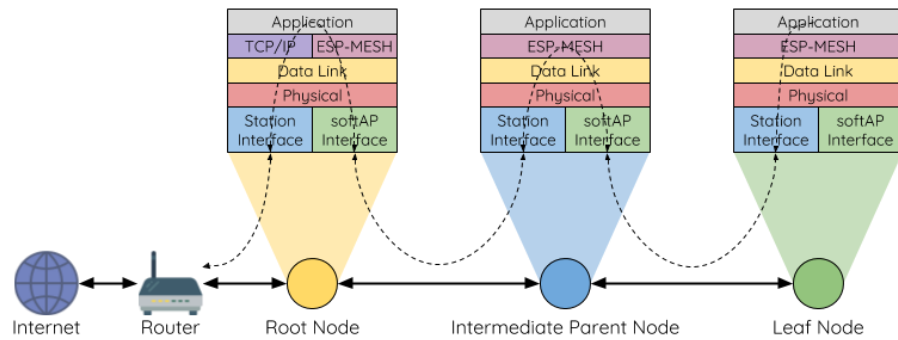 Application
TCP/IP
ESP-MESH
Data Link
Physical
Station
Interface
softAP
Interface
Application
ESP-MESH
Data Link
Physical
Station
Interface
softAP
Interface
Application
ESP-MESH
Data Link
Physical
Station
Interface
softAP
Interface
Internet
Router
Root Node
Intermediate Parent Node
Leaf Node